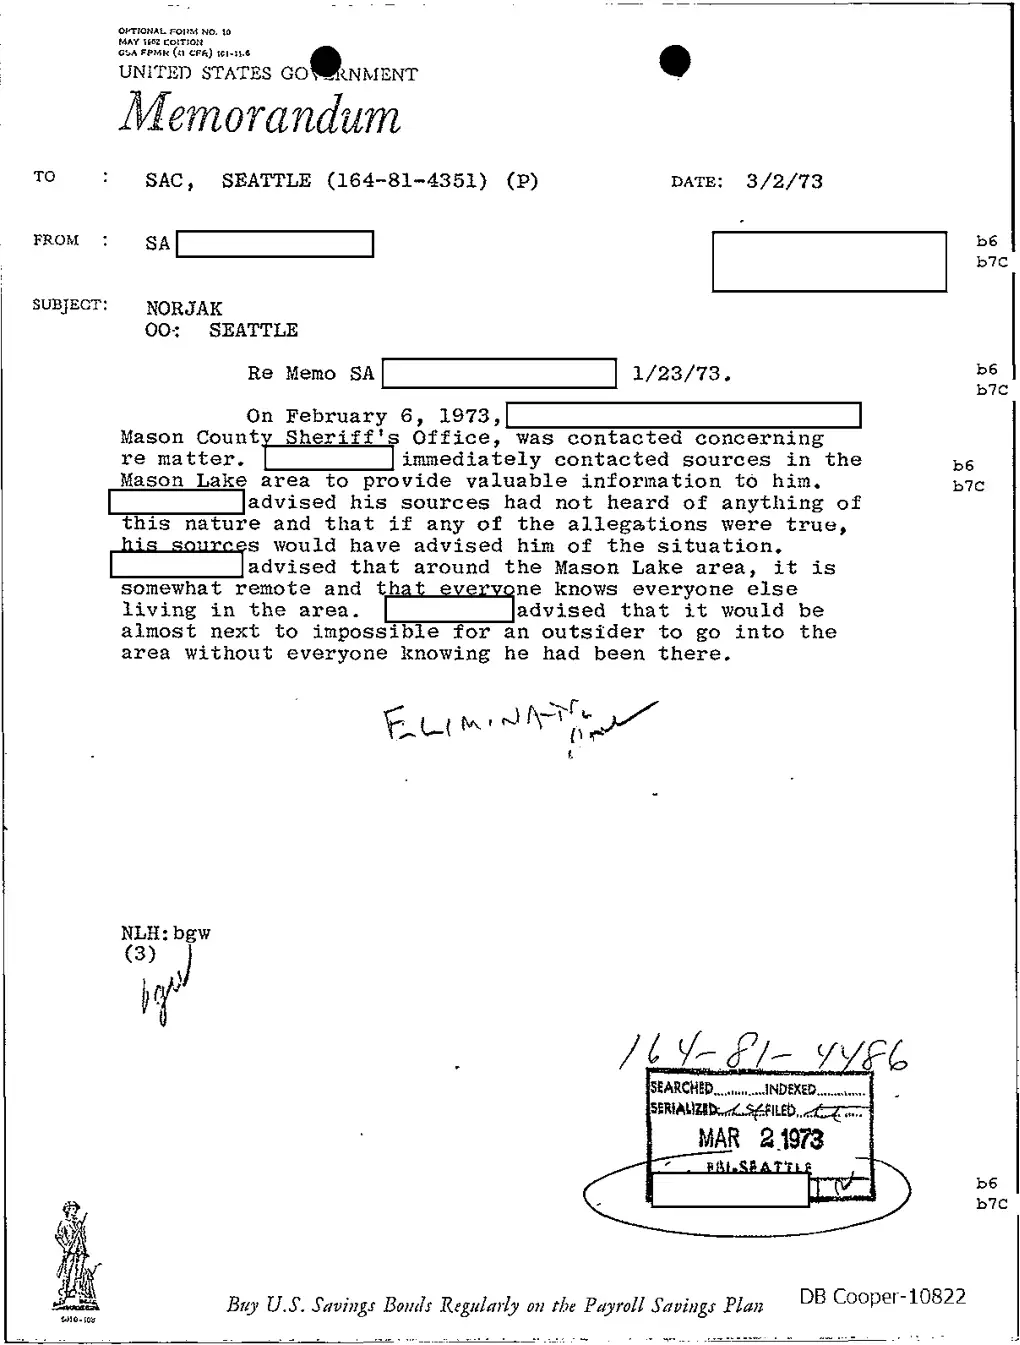 OPTIONAL FORM NO. 10
MAY 1962 EDITION
GSA FPMR (41 CFR) 101-11.6
UNITED STATES GOVERNMENT
Memorandum
TO : SAC, SEATTLE (164-81-4351) (P) DATE: 3/2/73
FROM : SA b6
b7C
SUBJECT: NORJAK
OO: SEATTLE
Re Memo SA 1/23/73. b6
b7C
On February 6, 1973,
Mason County Sheriff's Office, was contacted concerning
re matter. immediately contacted sources in the b6
Mason Lake area to provide valuable information to him. b7C
advised his sources had not heard of anything of
this nature and that if any of the allegations were true,
his sources would have advised him of the situation.
advised that around the Mason Lake area, it is
somewhat remote and that everyone knows everyone else
living in the area. advised that it would be
almost next to impossible for an outsider to go into the
area without everyone knowing he had been there.
NLH:bgw
(3)
bgw
164-81-4486
SEARCHED INDEXED
SERIALIZED FILED
MAR 2 1973
FBI-SEATTLE
b6
b7C
5010-108
Buy U.S. Savings Bonds Regularly on the Payroll Savings Plan
DB Cooper-10822